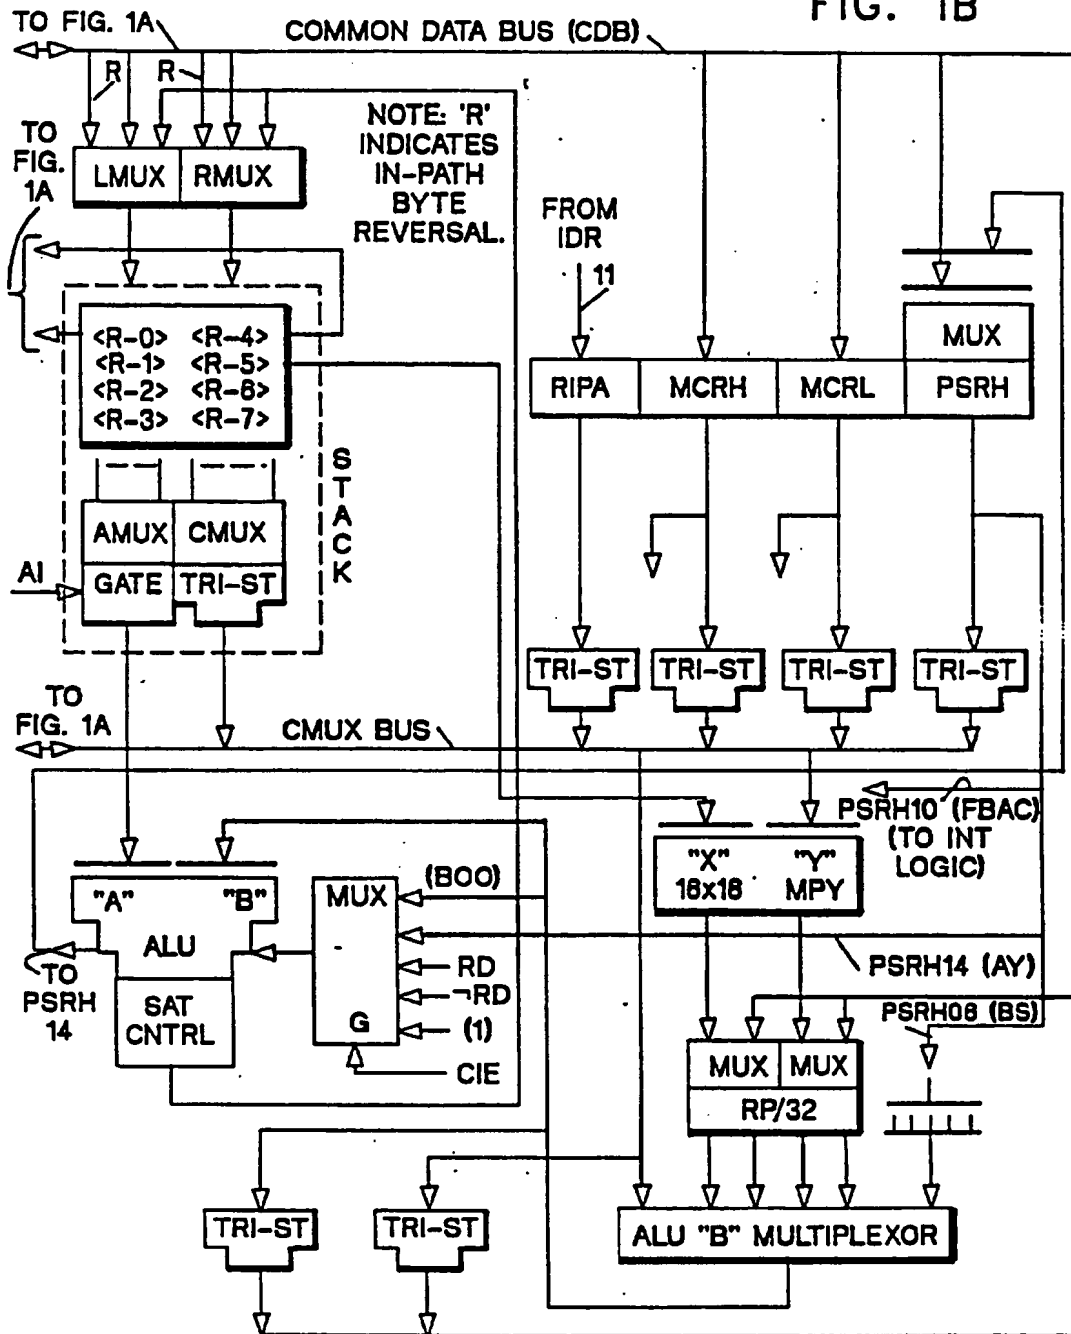 FIG. 1B
TO FIG. 1A
COMMON DATA BUS (CDB)
R
R
NOTE: 'R'
INDICATES
IN-PATH
BYTE
REVERSAL.
TO
FIG.
1A
LMUX
RMUX
FROM
IDR
11
<R-0> <R-4>
<R-1> <R-5>
<R-2> <R-6>
<R-3> <R-7>
MUX
RIPA
MCRH
MCRL
PSRH
STACK
AMUX
CMUX
AI
GATE
TRI-ST
TRI-ST
TRI-ST
TRI-ST
TRI-ST
TO
FIG. 1A
CMUX BUS
PSRH10 (FBAC)
(TO INT
LOGIC)
"X"
16x16
"Y"
MPY
"A"
"B"
ALU
(BOO)
MUX
-
RD
¬RD
G
(1)
CIE
TO
PSRH
14
SAT
CNTRL
PSRH14 (AY)
PSRH08 (BS)
MUX
MUX
RP/32
TRI-ST
TRI-ST
ALU "B" MULTIPLEXOR